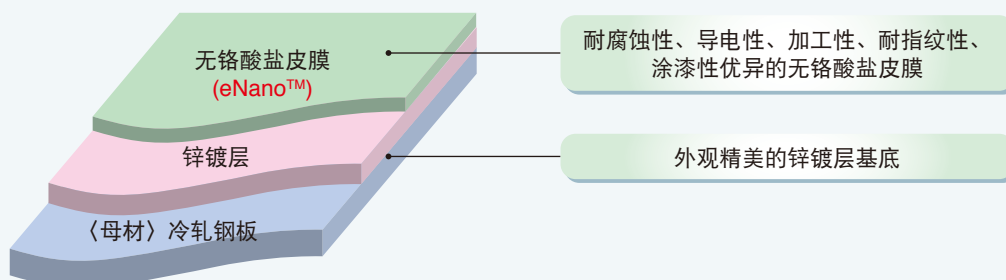 无铬酸盐皮膜
(eNano™)
锌镀层
〈母材〉冷轧钢板
耐腐蚀性、导电性、加工性、耐指纹性、
涂漆性优异的无铬酸盐皮膜
外观精美的锌镀层基底